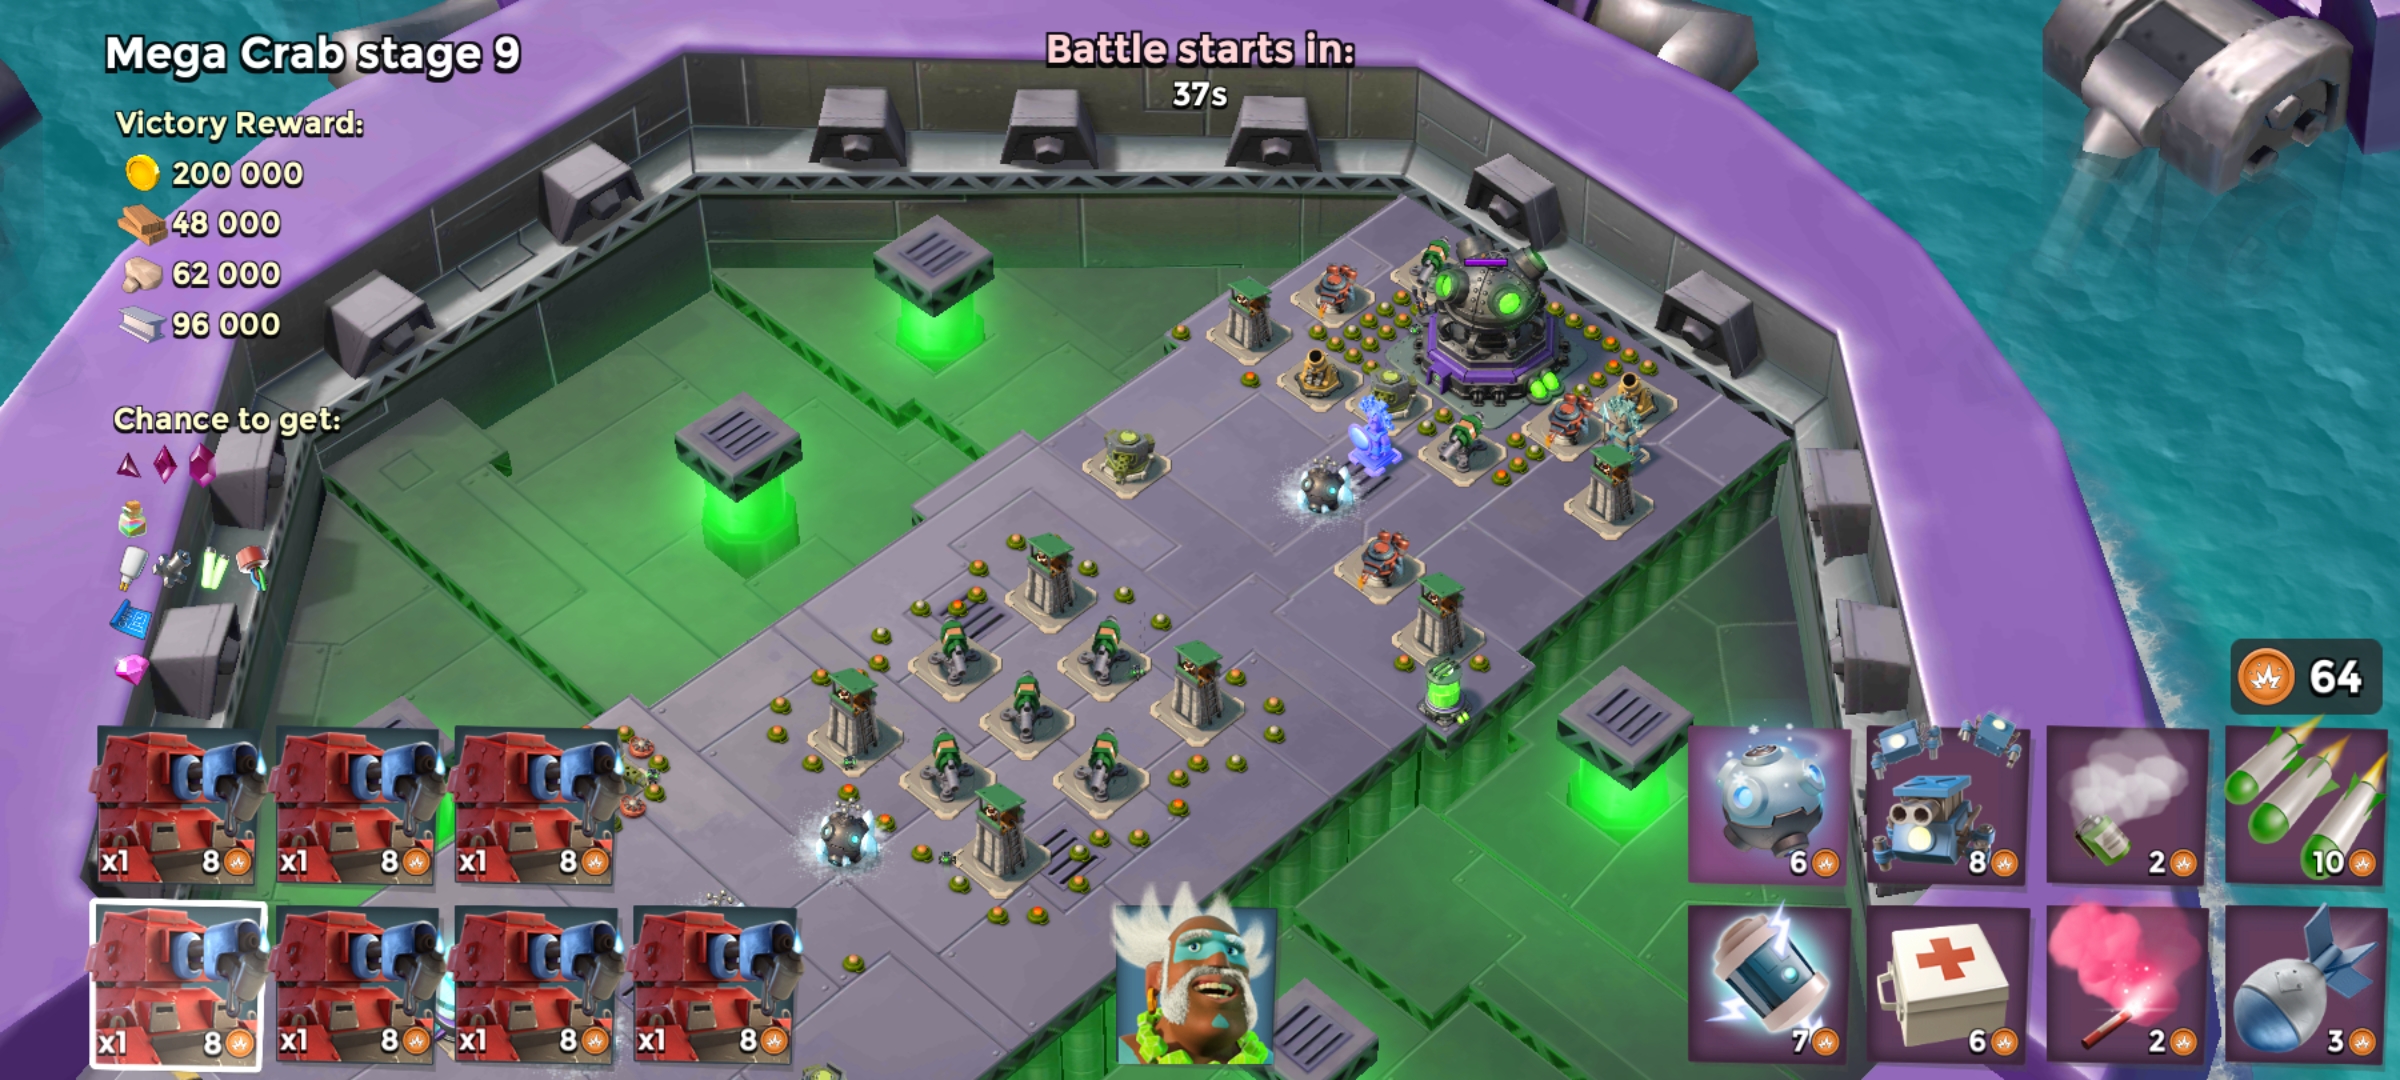 Mega Crab stage 9
Battle starts in:
37s
Victory Reward:
200 000
48 000
62 000
96 000
Chance to get:
64
x1 8
x1 8
x1 8
6
8
2
10
x1 8
x1 8
x1 8
x1 8
7
6
2
3